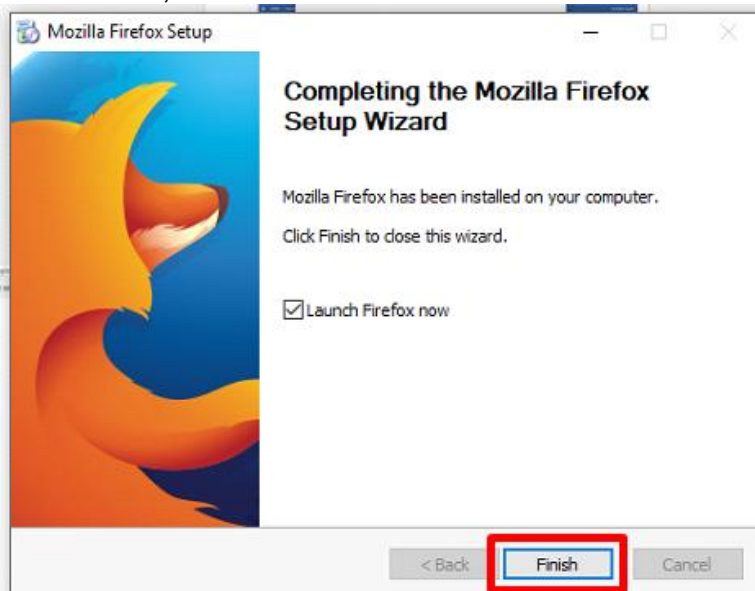 Mozilla Firefox Setup
Completing the Mozilla Firefox
Setup Wizard
Mozilla Firefox has been installed on your computer.
Click Finish to close this wizard.
Launch Firefox now
< Back
Finish
Cancel